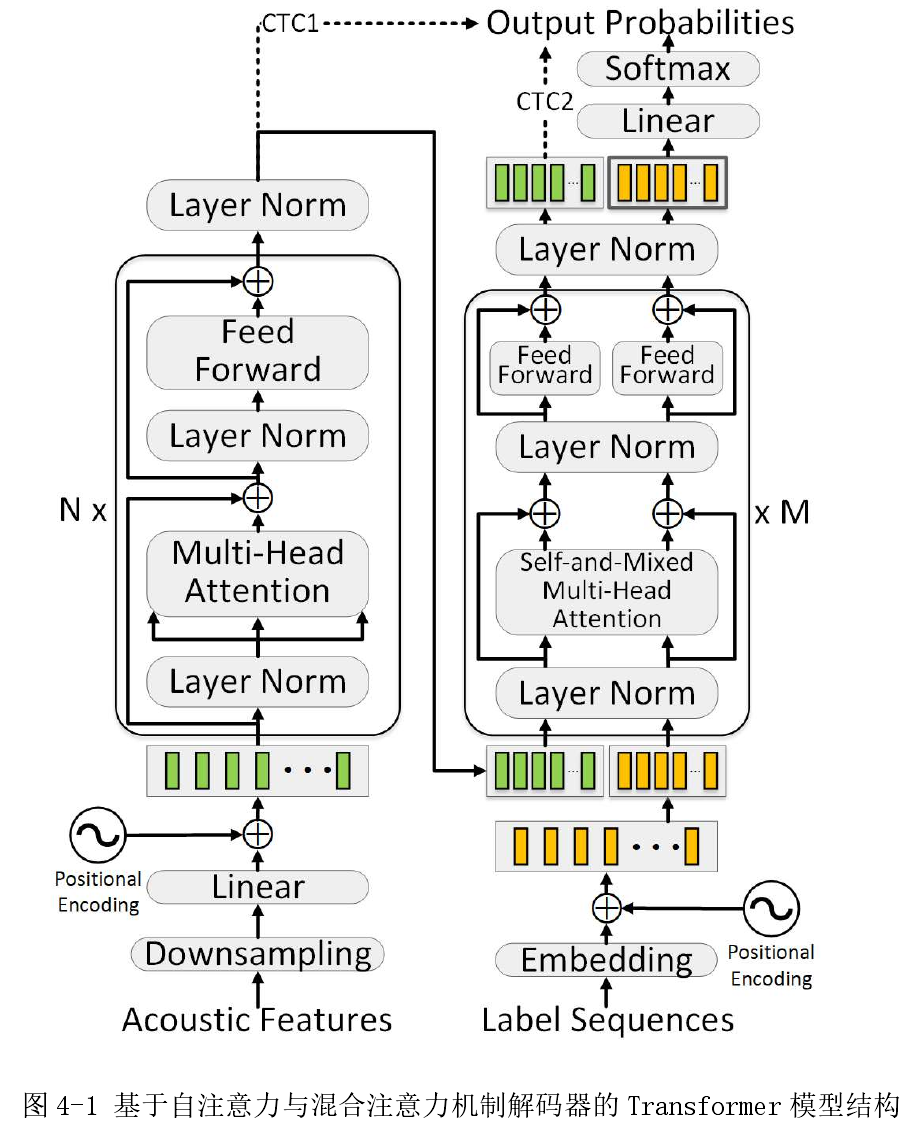 CTC1
Output Probabilities
Softmax
CTC2
Linear
Layer Norm
Layer Norm
Feed
Forward
Feed
Forward
Feed
Forward
Layer Norm
Layer Norm
N x
x M
Multi-Head
Attention
Self-and-Mixed
Multi-Head
Attention
Layer Norm
Layer Norm
Positional
Encoding
Linear
Downsampling
Acoustic Features
Embedding
Positional
Encoding
Label Sequences
图 4-1 基于自注意力与混合注意力机制解码器的 Transformer 模型结构